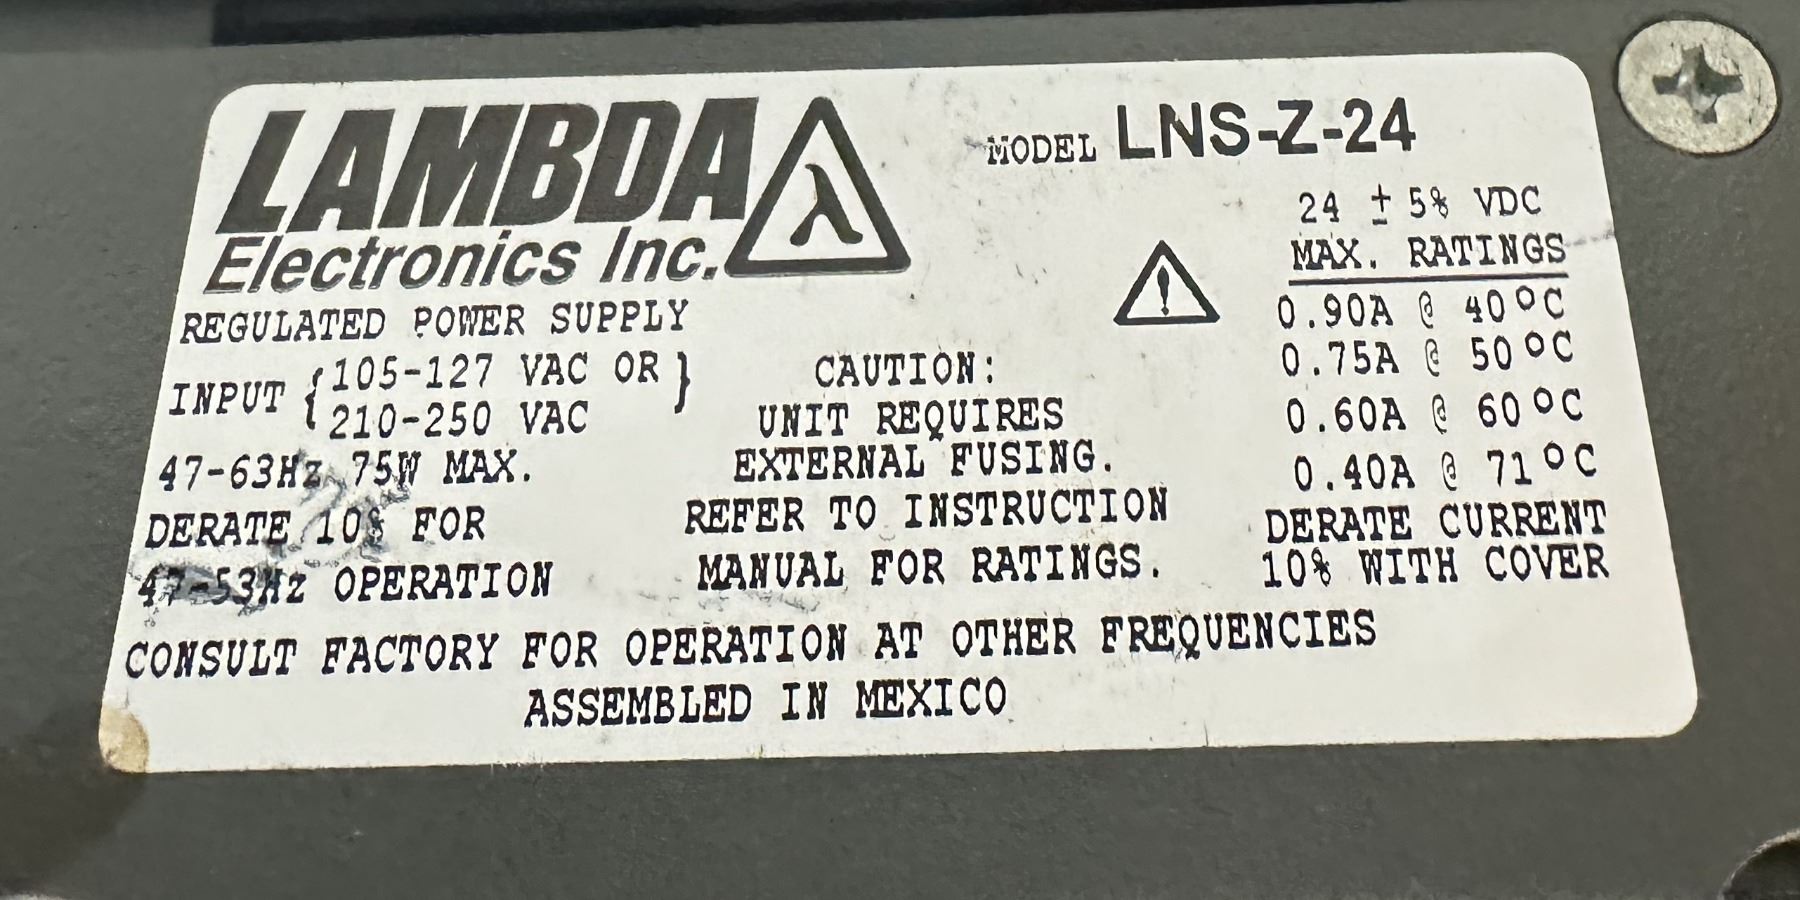 LAMBDA
Electronics Inc.
λ
MODEL LNS-Z-24
24 ± 5% VDC
MAX. RATINGS
0.90A @ 40°C
0.75A @ 50°C
0.60A @ 60°C
0.40A @ 71°C
DERATE CURRENT
10% WITH COVER
REGULATED POWER SUPPLY
INPUT { 105-127 VAC OR }
210-250 VAC
47-63Hz 75W MAX.
DERATE 10% FOR
47-53Hz OPERATION
!
CAUTION:
UNIT REQUIRES
EXTERNAL FUSING.
REFER TO INSTRUCTION
MANUAL FOR RATINGS.
CONSULT FACTORY FOR OPERATION AT OTHER FREQUENCIES
ASSEMBLED IN MEXICO